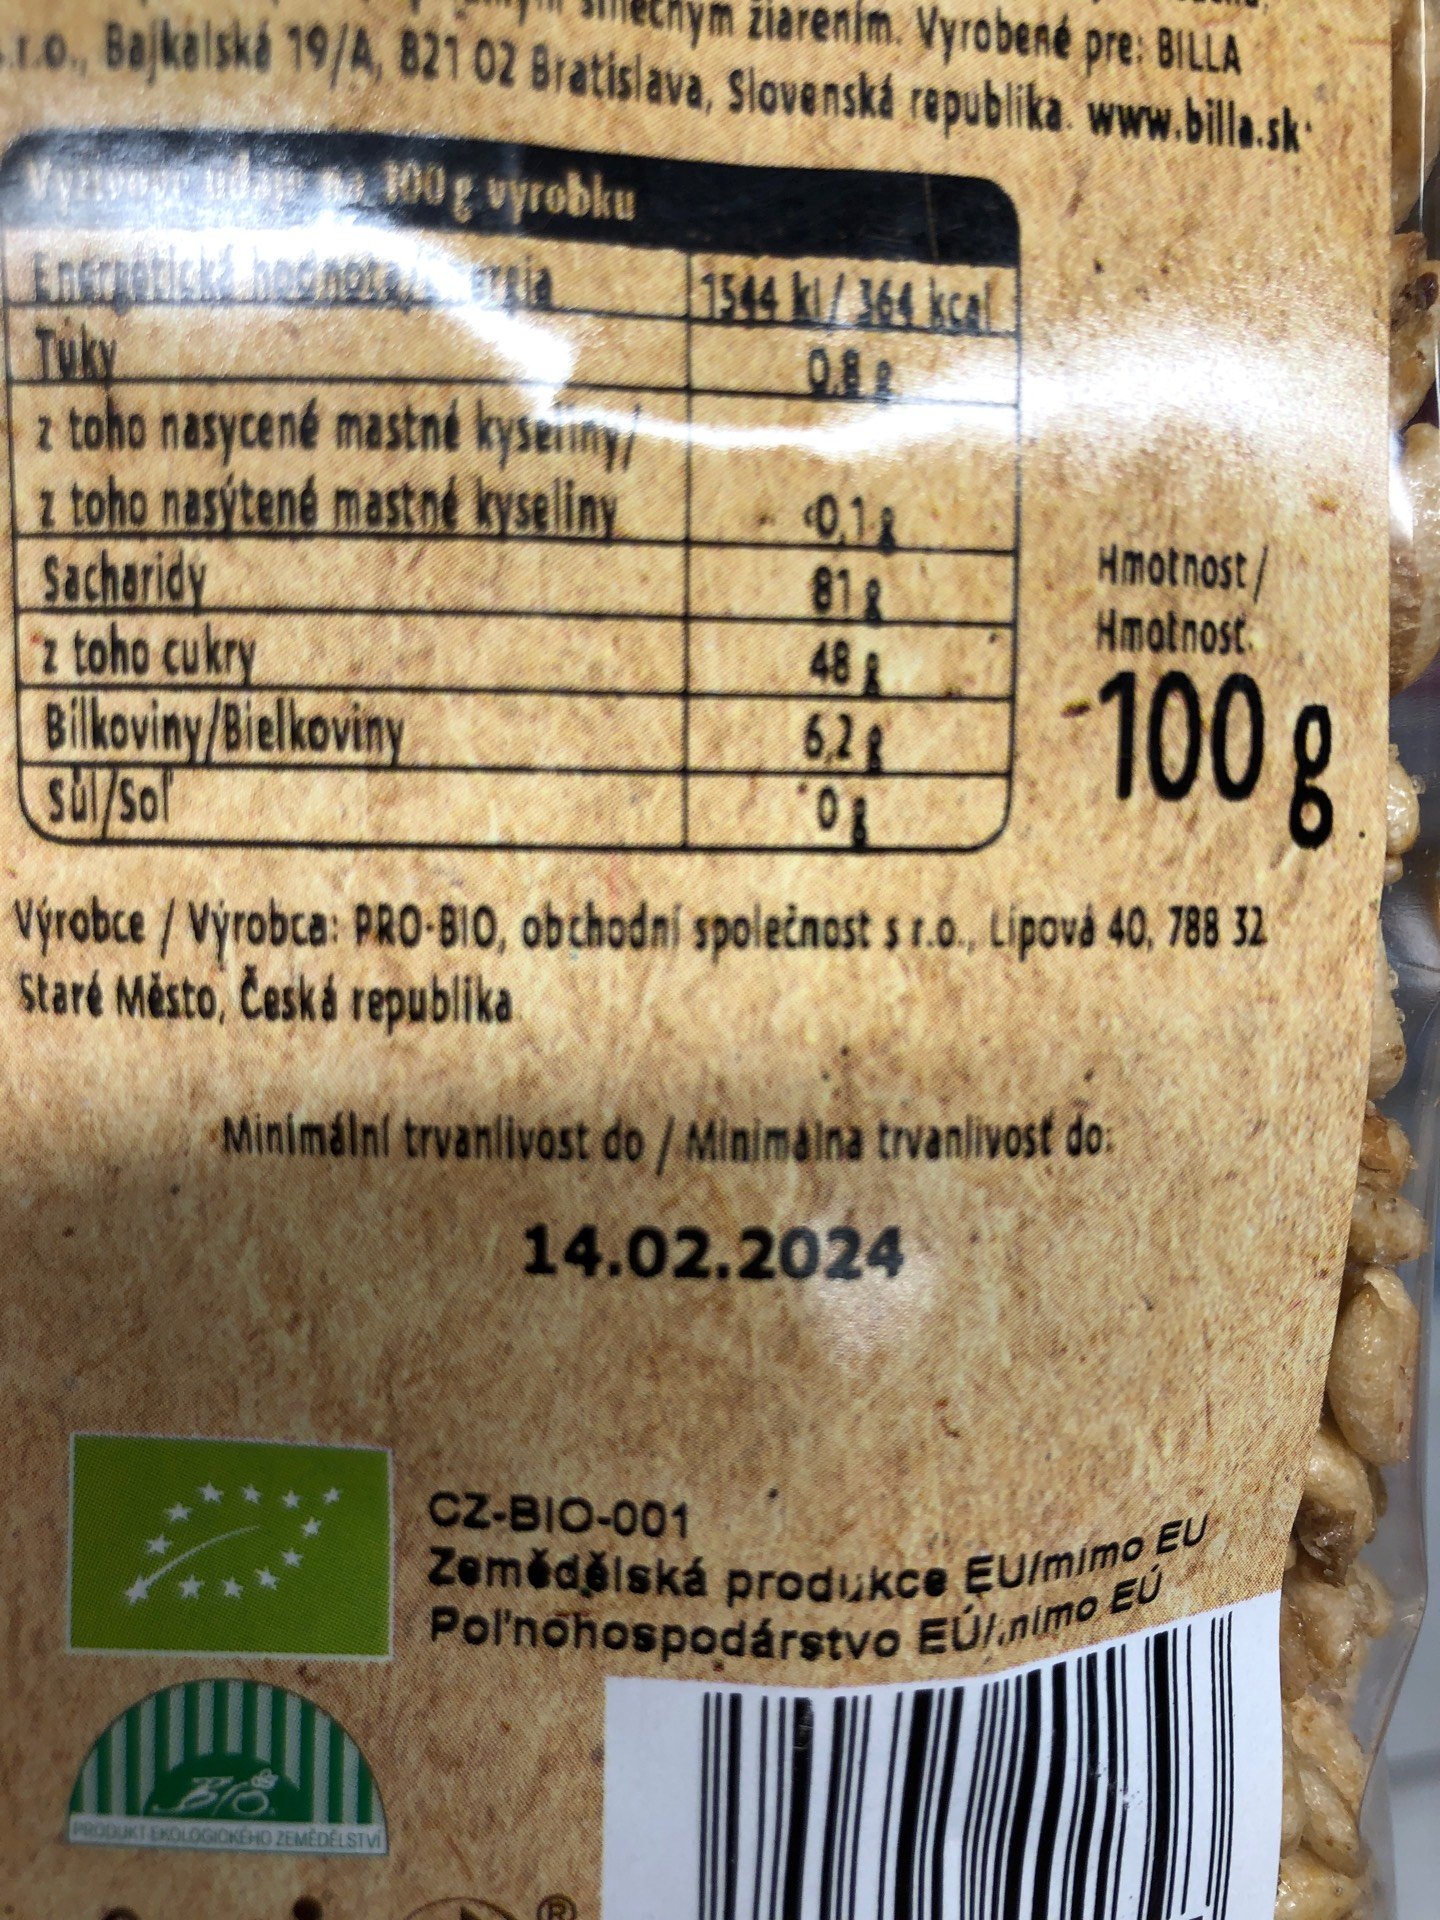 slnečným žiarením. Vyrobené pre: BILLA
s.r.o., Bajkalská 19/A, 821 02 Bratislava, Slovenská republika. www.billa.sk
na 100 g výrobku
Energetická hodnota 1544 kJ / 364 kcal
Tuky 0,8 g
z toho nasycené mastné kyseliny/
z toho nasýtené mastné kyseliny <0,1 g
Sacharidy 81 g
z toho cukry 48 g
Bílkoviny/Bielkoviny 6,2 g
Sůl/Soľ 0 g
Hmotnost /
Hmotnosť
100 g
Výrobce / Výrobca: PRO-BIO, obchodní společnost s r.o., Lipová 40, 788 32
Staré Město, Česká republika
Minimální trvanlivost do / Minimálna trvanlivosť do:
14.02.2024
CZ-BIO-001
Zemědělská produkce EU/mimo EU
Poľnohospodárstvo EÚ/mimo EÚ
BIO
PRODUKT EKOLOGICKÉHO ZEMĚDĚLSTVÍ
®